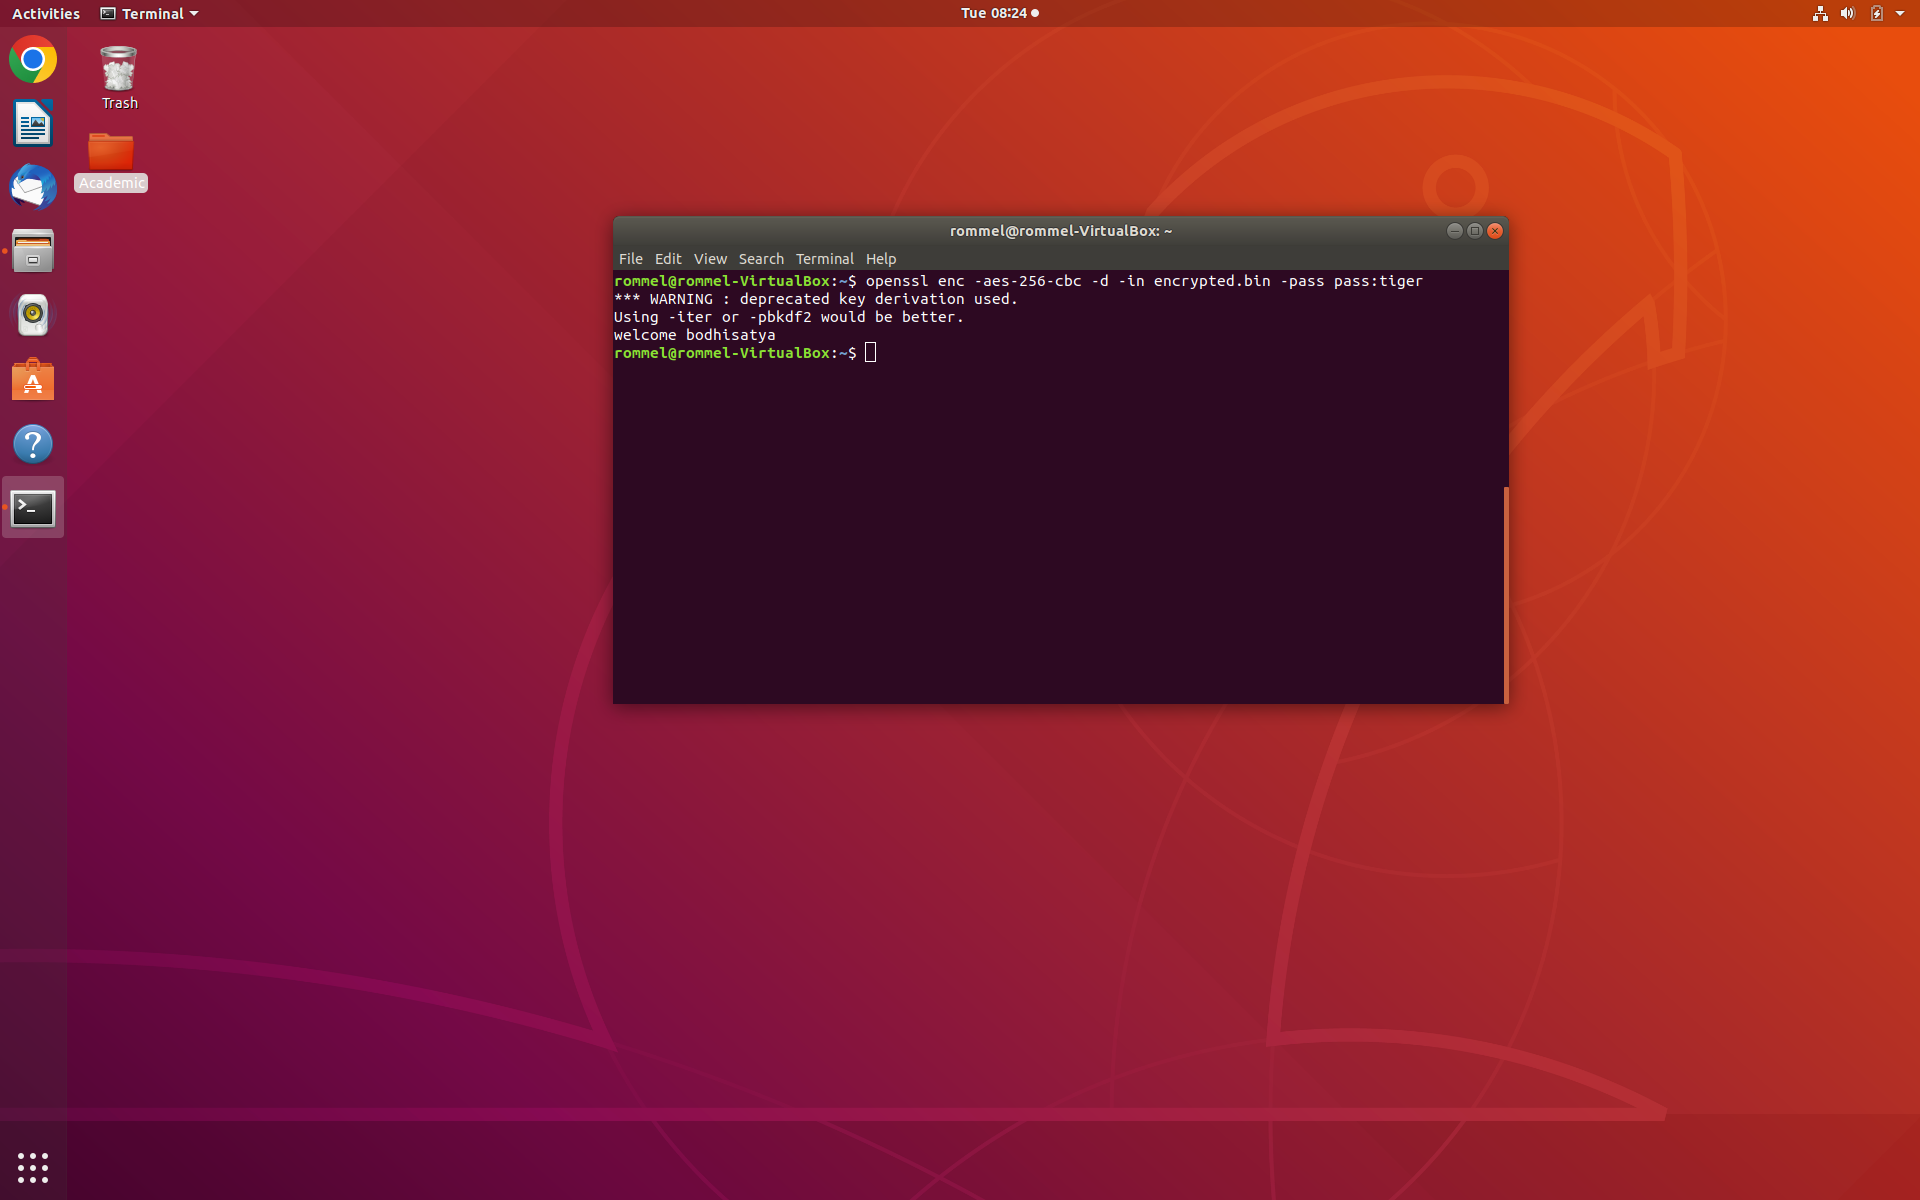 Activities Terminal Tue 08:24
Trash
Academic
rommel@rommel-VirtualBox: ~
File Edit View Search Terminal Help
rommel@rommel-VirtualBox:~$ openssl enc -aes-256-cbc -d -in encrypted.bin -pass pass:tiger
*** WARNING : deprecated key derivation used.
Using -iter or -pbkdf2 would be better.
welcome bodhisatya
rommel@rommel-VirtualBox:~$